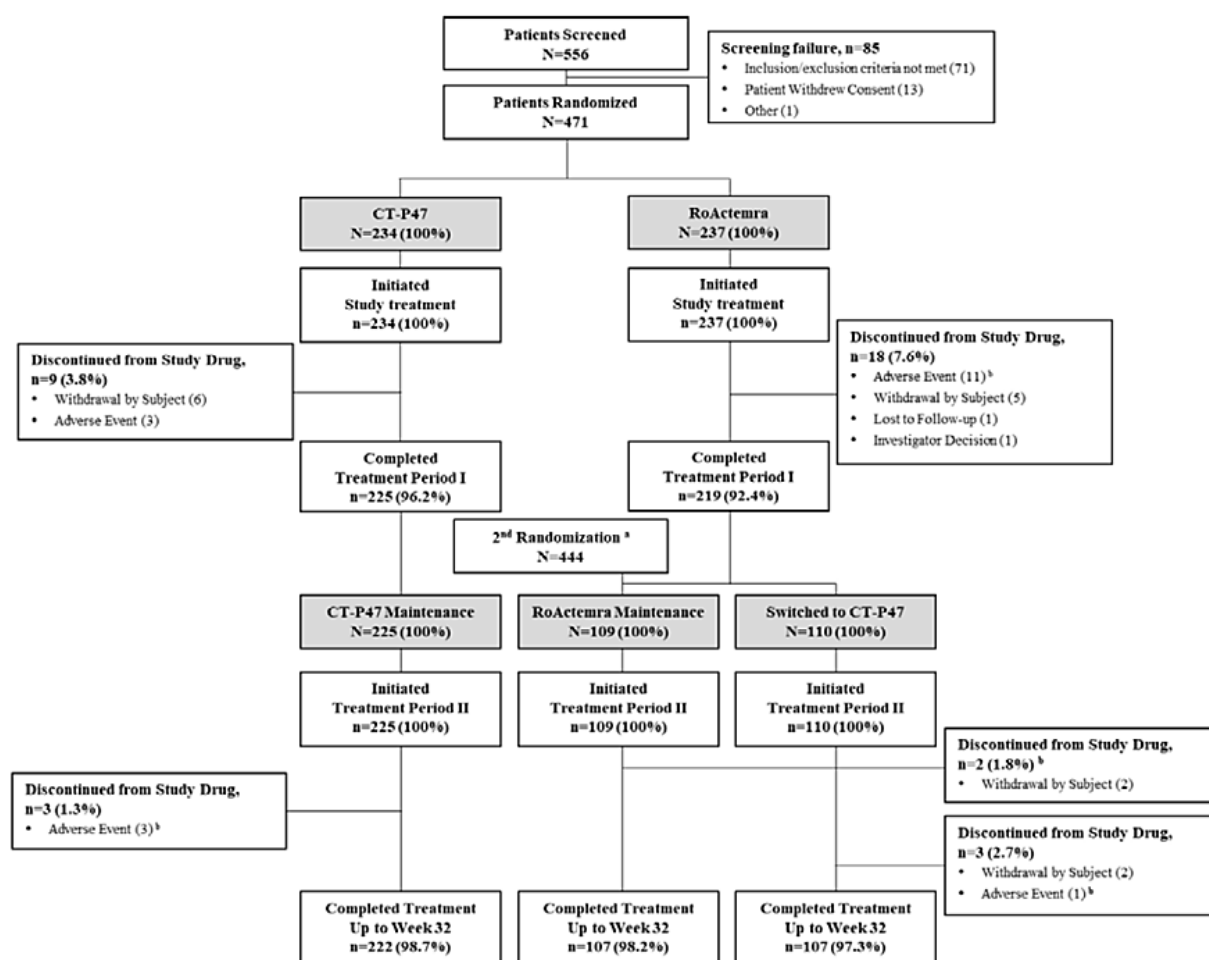 Patients Screened
N=556
Screening failure, n=85
• Inclusion/exclusion criteria not met (71)
• Patient Withdrew Consent (13)
• Other (1)
Patients Randomized
N=471
CT-P47
N=234 (100%)
RoActemra
N=237 (100%)
Initiated
Study treatment
n=234 (100%)
Initiated
Study treatment
n=237 (100%)
Discontinued from Study Drug,
n=9 (3.8%)
• Withdrawal by Subject (6)
• Adverse Event (3)
Discontinued from Study Drug,
n=18 (7.6%)
• Adverse Event (11) b
• Withdrawal by Subject (5)
• Lost to Follow-up (1)
• Investigator Decision (1)
Completed
Treatment Period I
n=225 (96.2%)
Completed
Treatment Period I
n=219 (92.4%)
2nd Randomization a
N=444
CT-P47 Maintenance
N=225 (100%)
RoActemra Maintenance
N=109 (100%)
Switched to CT-P47
N=110 (100%)
Initiated
Treatment Period II
n=225 (100%)
Initiated
Treatment Period II
n=109 (100%)
Initiated
Treatment Period II
n=110 (100%)
Discontinued from Study Drug,
n=2 (1.8%) b
• Withdrawal by Subject (2)
Discontinued from Study Drug,
n=3 (1.3%)
• Adverse Event (3) b
Discontinued from Study Drug,
n=3 (2.7%)
• Withdrawal by Subject (2)
• Adverse Event (1) b
Completed Treatment
Up to Week 32
n=222 (98.7%)
Completed Treatment
Up to Week 32
n=107 (98.2%)
Completed Treatment
Up to Week 32
n=107 (97.3%)